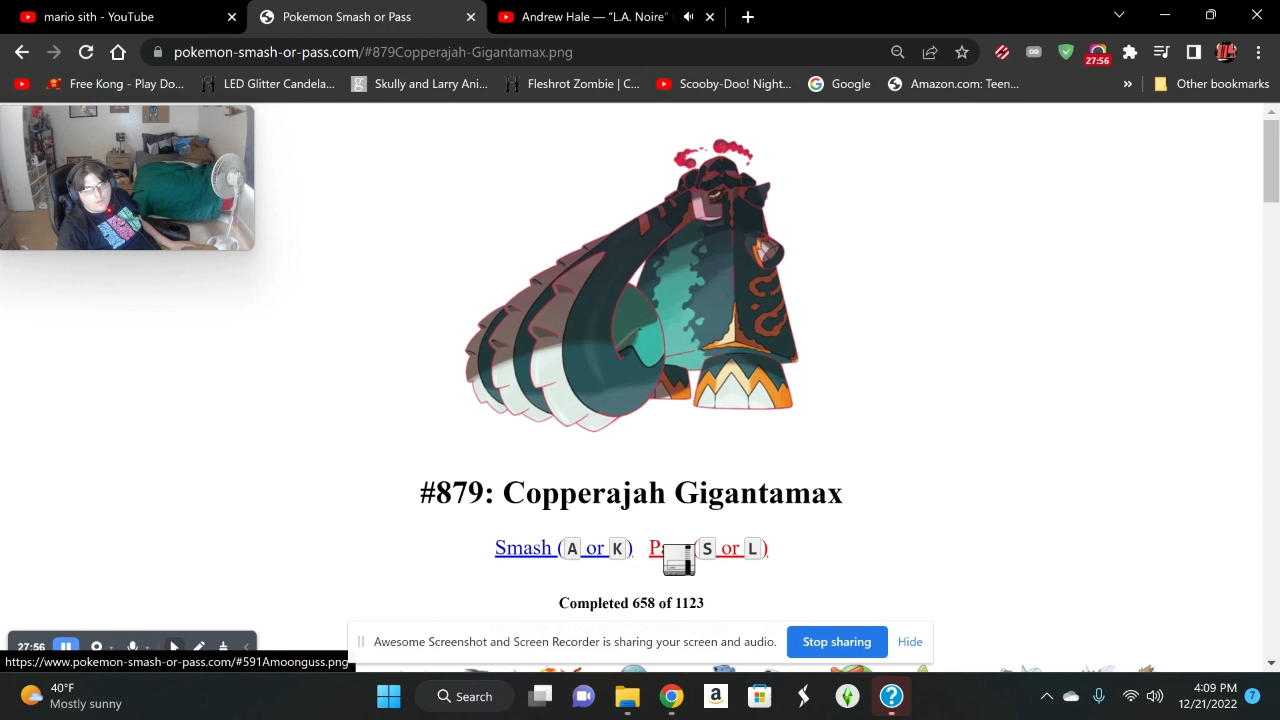 mario sith - YouTube
Pokemon Smash or Pass
Andrew Hale — "L.A. Noire"
pokemon-smash-or-pass.com/#879Copperajah-Gigantamax.png
27:56
Free Kong - Play Do...
LED Glitter Candela...
Skully and Larry Ani...
Fleshrot Zombie | C...
Scooby-Doo! Night...
Google
Amazon.com: Teen...
»
Other bookmarks
#879: Copperajah Gigantamax
Smash (A or K) (S or L)
Completed 658 of 1123
27:56
Awesome Screenshot and Screen Recorder is sharing your screen and audio.
Stop sharing
Hide
https://www.pokemon-smash-or-pass.com/#591Amoonguss.png
40°F
Mostly sunny
Search
4:09 PM
12/21/2022
7